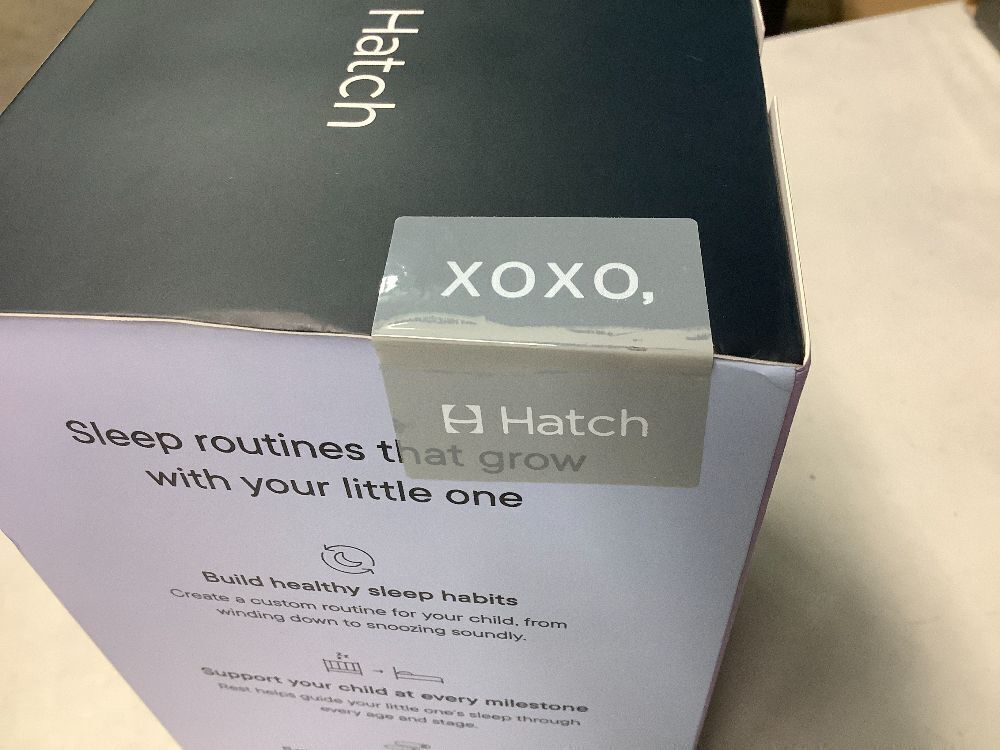 Hatch
xoxo,
Hatch
Sleep routines that grow
with your little one
Build healthy sleep habits
Create a custom routine for your child, from
winding down to snoozing soundly.
Support your child at every milestone
Rest helps guide your little one's sleep through
every age and stage.